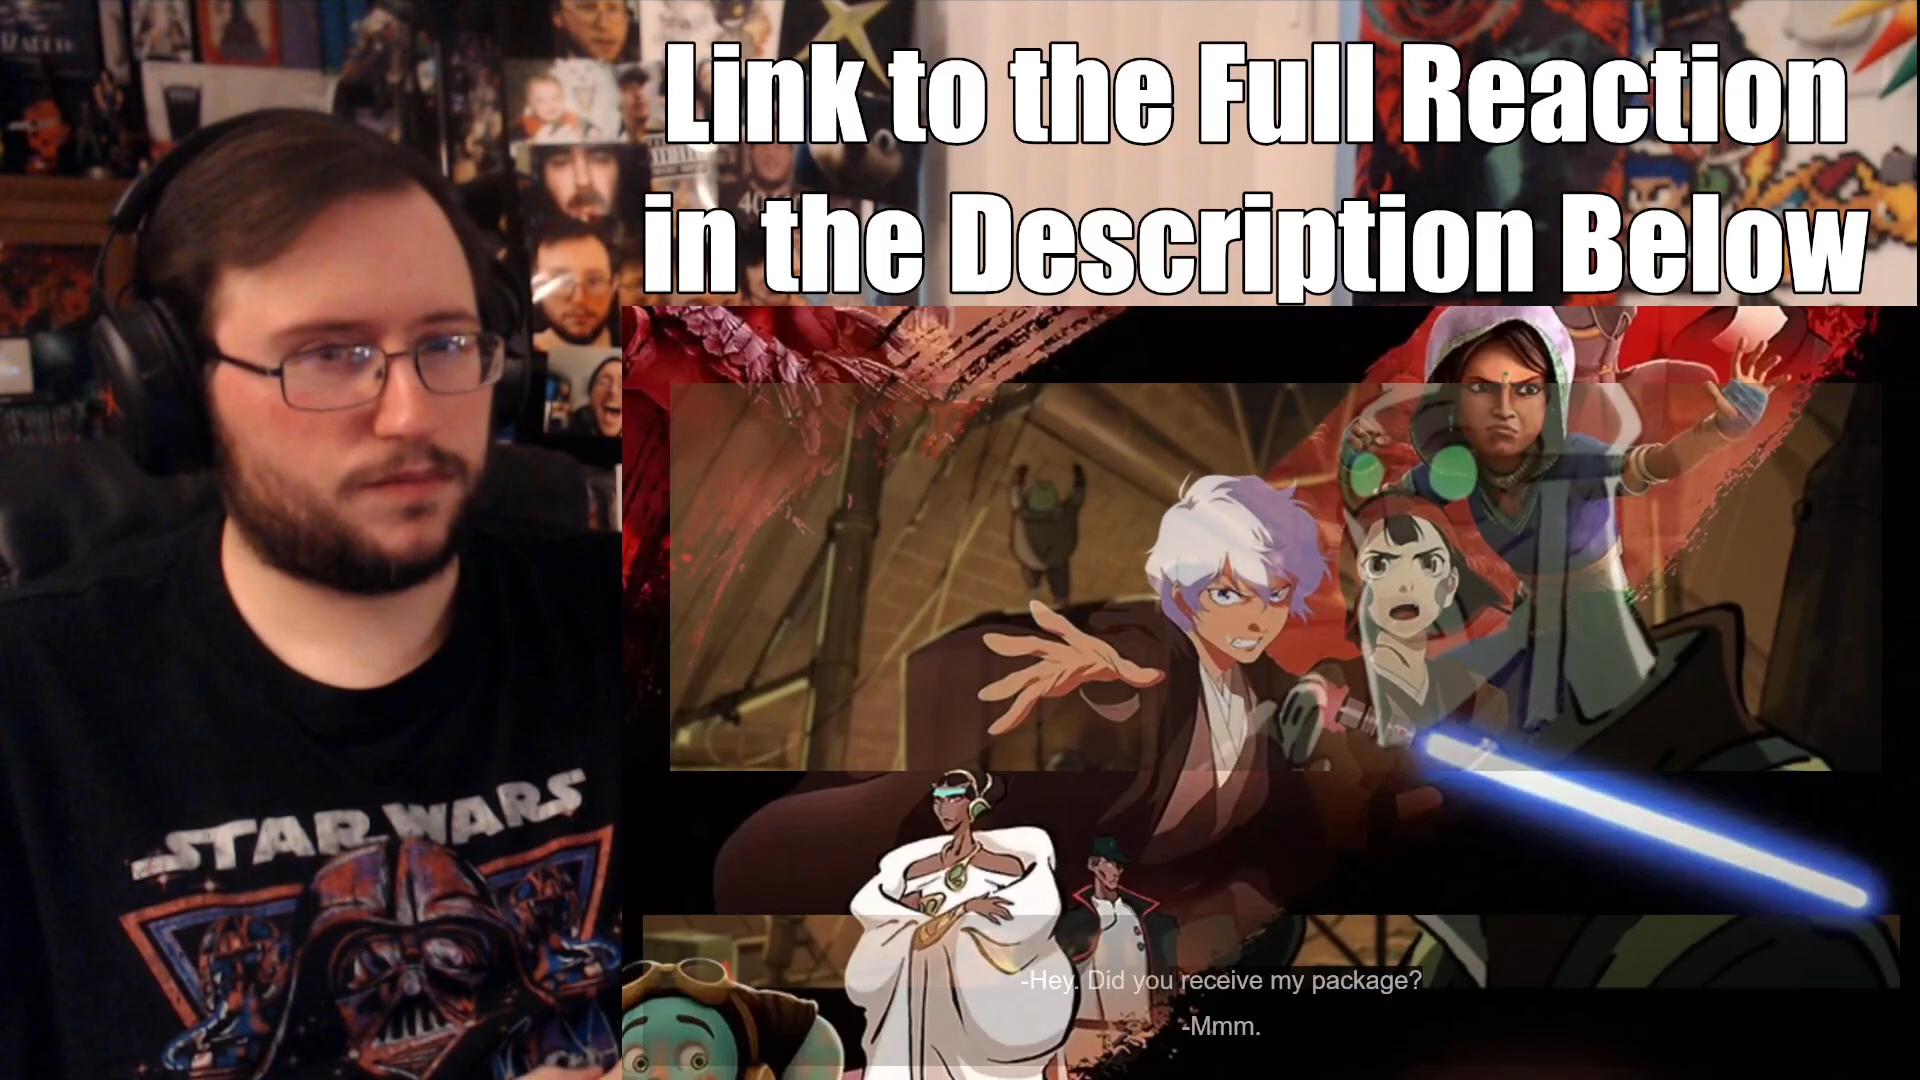 Link to the Full Reaction
in the Description Below
STAR WARS
-Hey. Did you receive my package?
-Mmm.